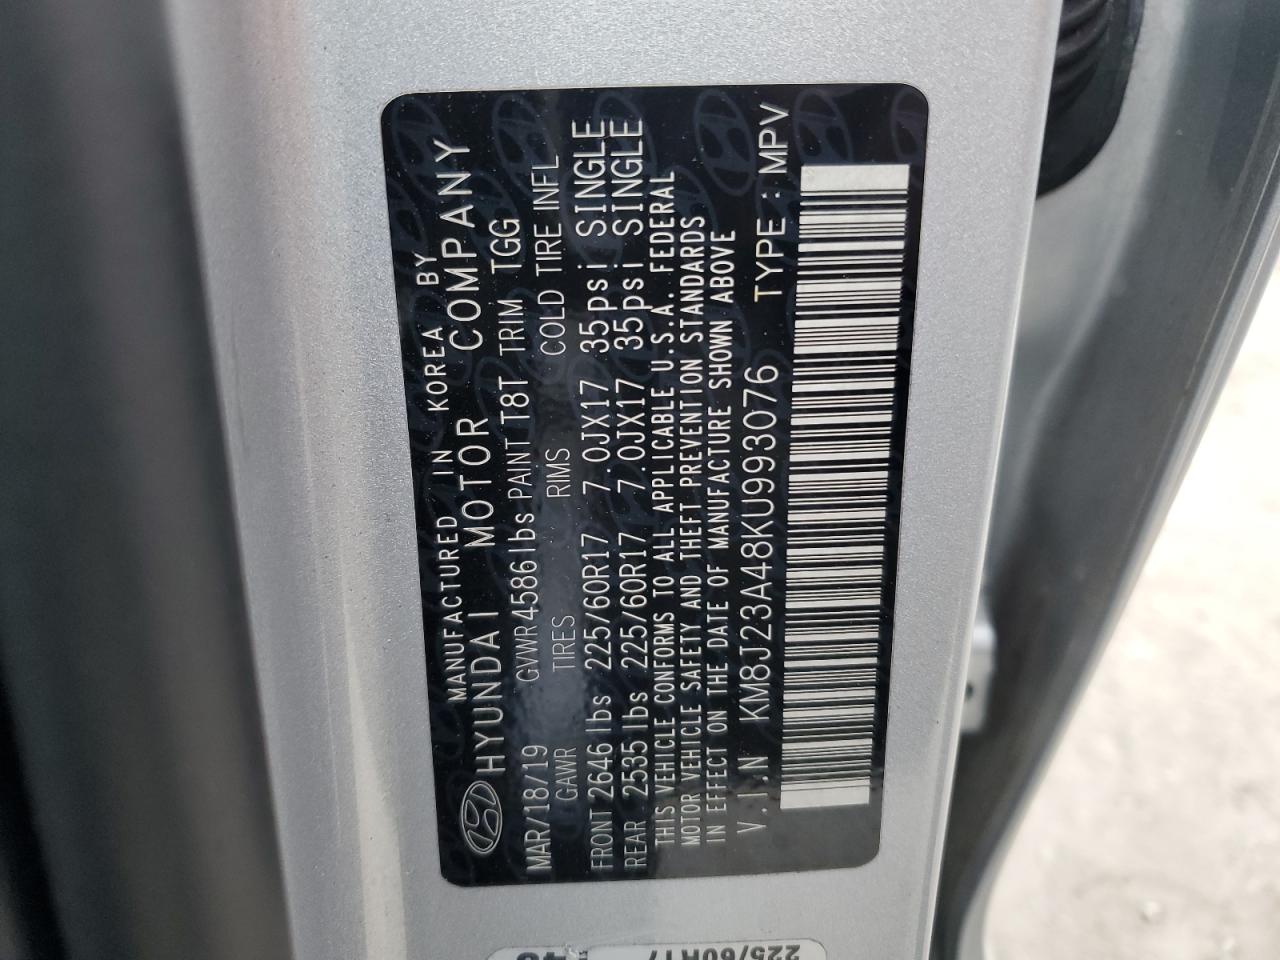 MANUFACTURED IN KOREA BY
HYUNDAI MOTOR COMPANY
MAR/18/19 GVWR 4586lbs PAINT T8T TRIM TGG
GAWR TIRES RIMS COLD TIRE INFL
FRONT 2646lbs 225/60R17 7.0JX17 35psi SINGLE
REAR 2535lbs 225/60R17 7.0JX17 35psi SINGLE
THIS VEHICLE CONFORMS TO ALL APPLICABLE U.S.A. FEDERAL
MOTOR VEHICLE SAFETY AND THEFT PREVENTION STANDARDS
IN EFFECT ON THE DATE OF MANUFACTURE SHOWN ABOVE
V.I.N KM8J23A48KU993076 TYPE : MPV
225/60R17